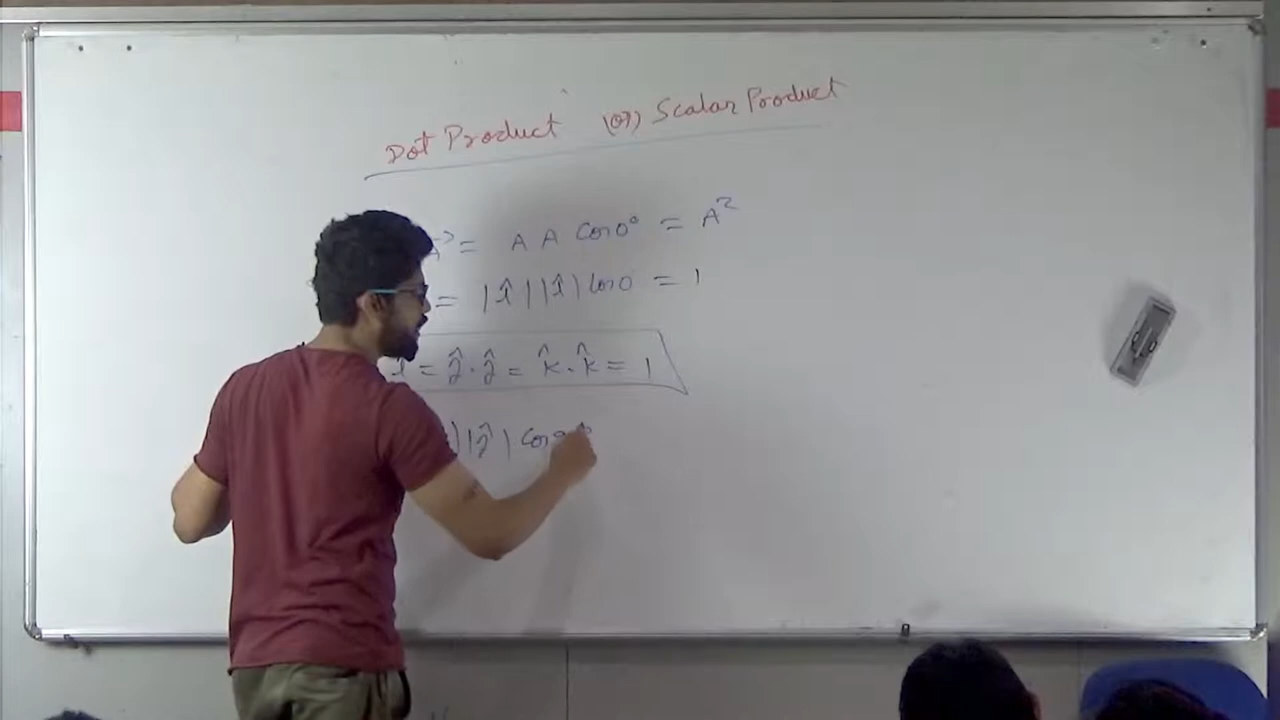 Dot Product (or) Scalar Product
A⃗ = A A Cos0° = A²
= |î| |î| Cos0 = 1
î = ĵ.ĵ = k̂.k̂ = 1
| |ĵ| Cos